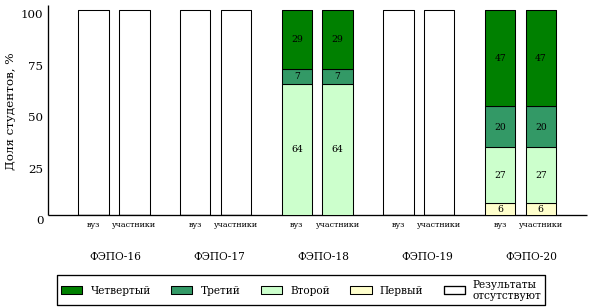 Доля студентов, %
100
75
50
25
0
29 29
7 7
64 64
47 47
20 20
27 27
6 6
вуз участники вуз участники вуз участники вуз участники вуз участники
ФЭПО-16 ФЭПО-17 ФЭПО-18 ФЭПО-19 ФЭПО-20
Четвертый Третий Второй Первый Результаты
отсутствуют